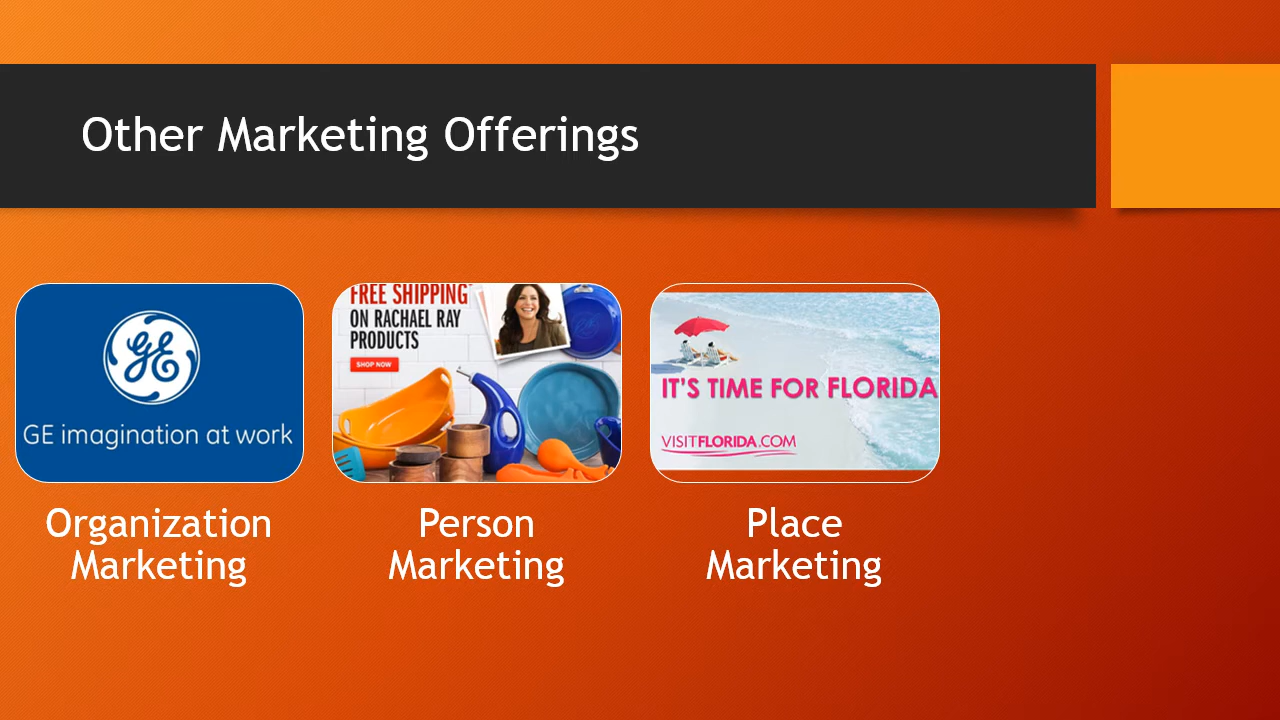 Other Marketing Offerings
GE
GE imagination at work
FREE SHIPPING
ON RACHAEL RAY
PRODUCTS
SHOP NOW
IT'S TIME FOR FLORIDA
VISITFLORIDA.COM
Organization
Marketing
Person
Marketing
Place
Marketing